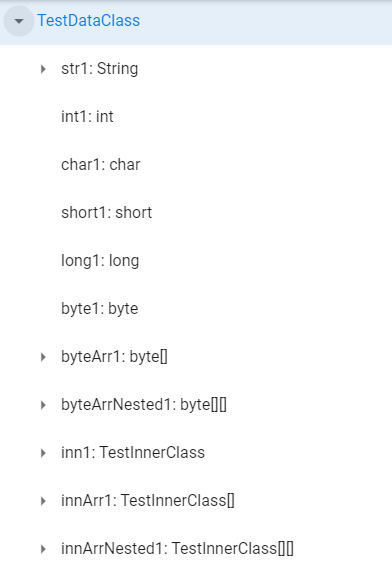 TestDataClass
str1: String
int1: int
char1: char
short1: short
long1: long
byte1: byte
byteArr1: byte[]
byteArrNested1: byte[][]
inn1: TestInnerClass
innArr1: TestInnerClass[]
innArrNested1: TestInnerClass[][]